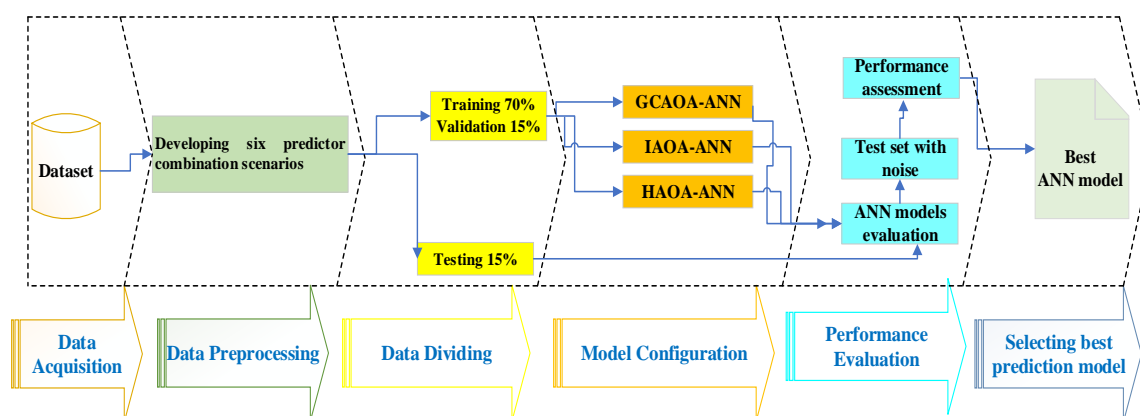 Dataset
Developing six predictor
combination scenarios
Training 70%
Validation 15%
Testing 15%
GCAOA-ANN
IAOA-ANN
HAOA-ANN
Performance
assessment
Test set with
noise
ANN models
evaluation
Best
ANN model
Data
Acquisition
Data Preprocessing
Data Dividing
Model Configuration
Performance
Evaluation
Selecting best
prediction model